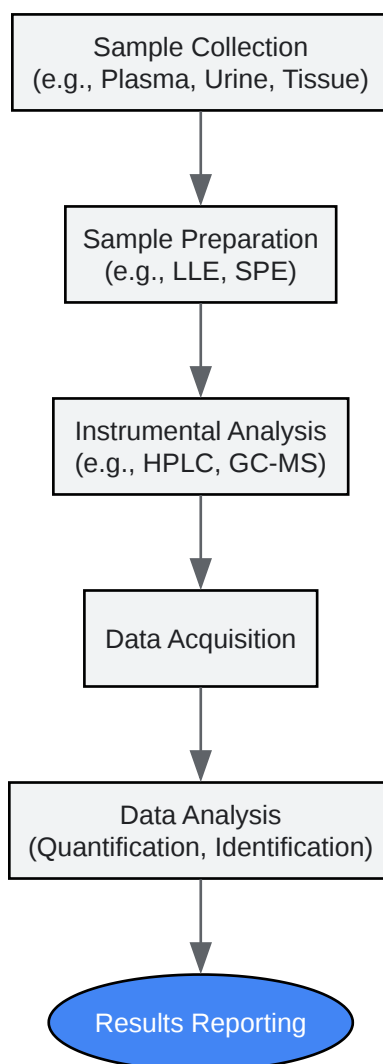 Sample Collection
(e.g., Plasma, Urine, Tissue)
Sample Preparation
(e.g., LLE, SPE)
Instrumental Analysis
(e.g., HPLC, GC-MS)
Data Acquisition
Data Analysis
(Quantification, Identification)
Results Reporting